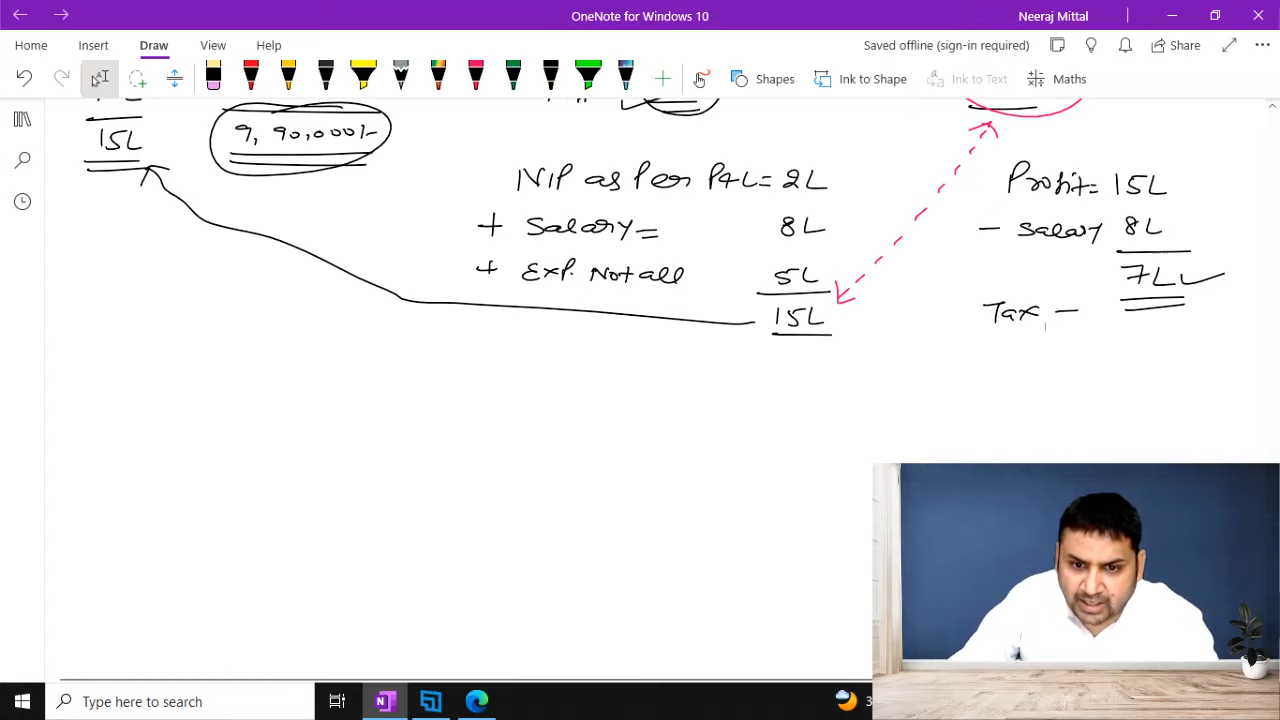 OneNote for Windows 10
Neeraj Mittal
Home Insert Draw View Help
Saved offline (sign-in required)
Share
Shapes
Ink to Shape
Ink to Text
Maths
15L
9,90,000/-
N/P as Per P+L = 2L
+ Salary = 8L
+ Exp. Not all 5L
15L
Profit = 15L
- Salary 8L
7L
Tax -
Type here to search
3